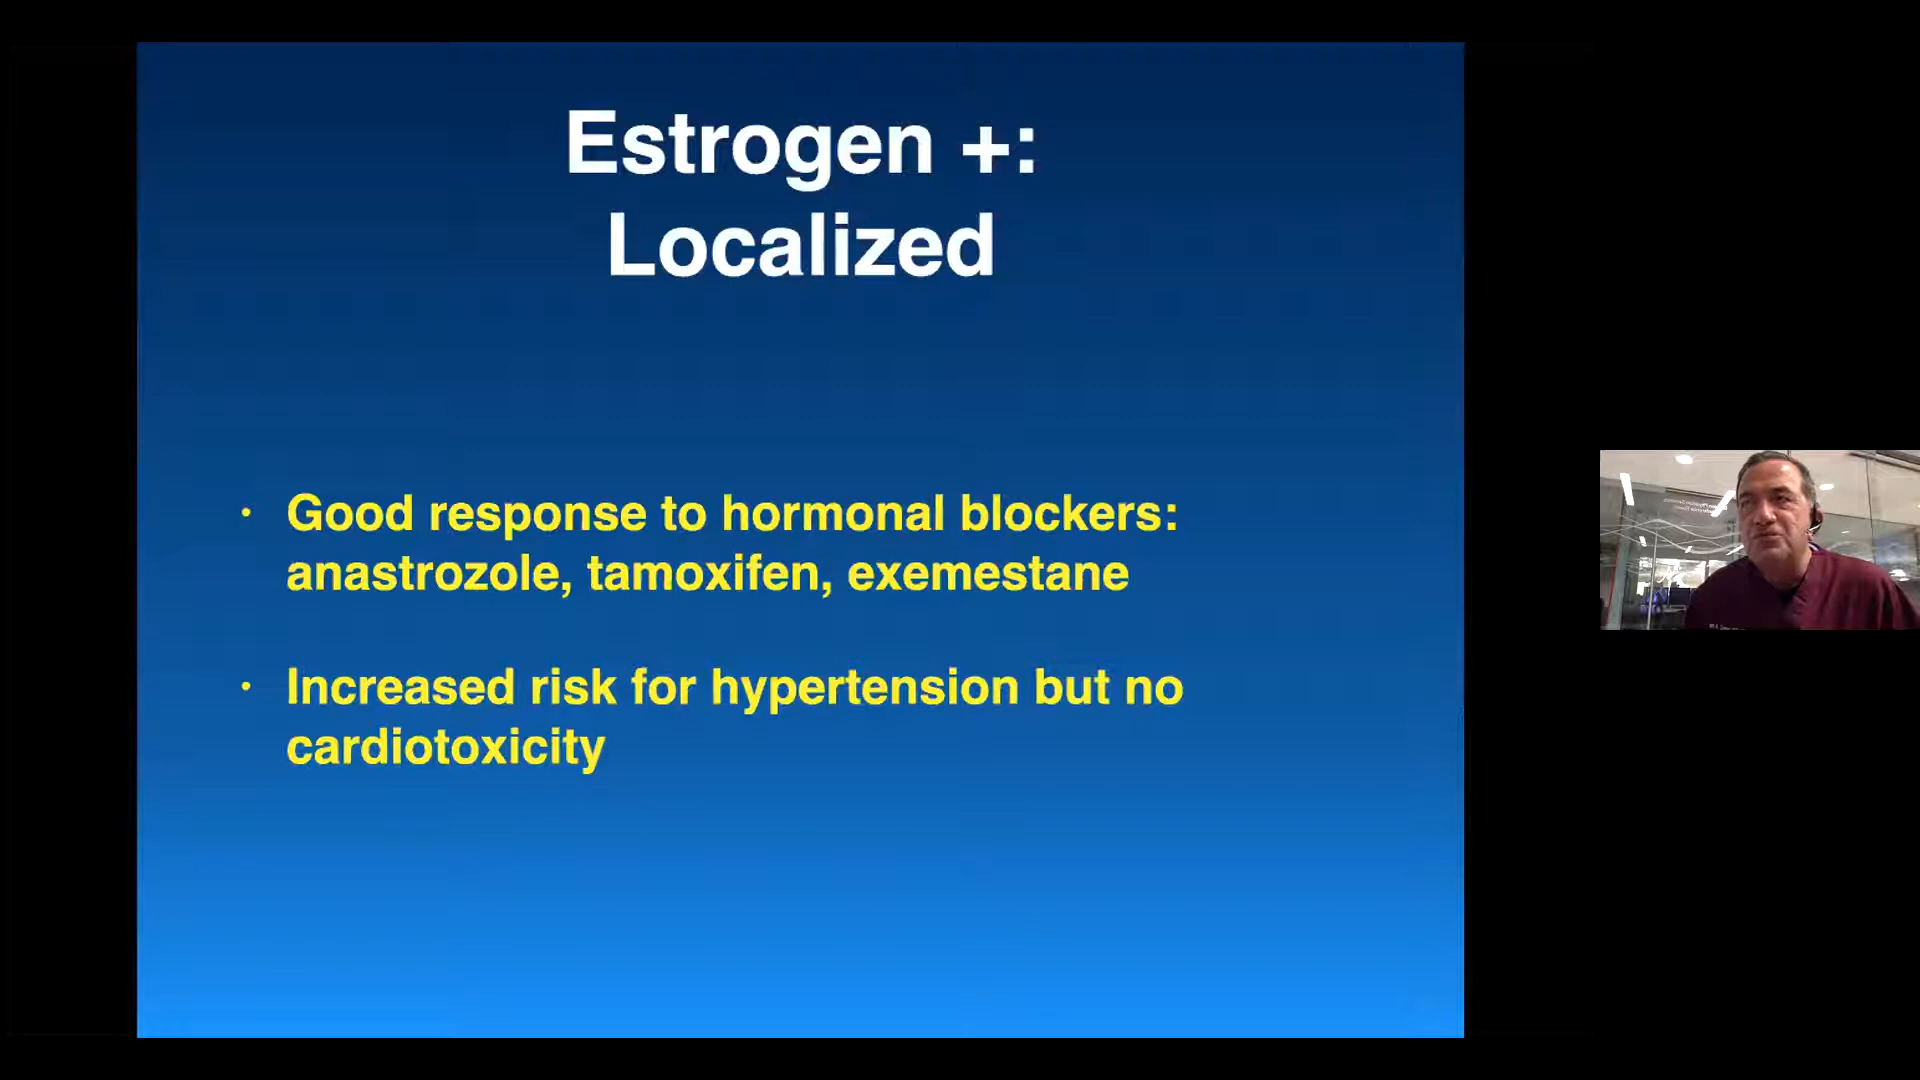 Estrogen +:
Localized
· Good response to hormonal blockers:
anastrozole, tamoxifen, exemestane
· Increased risk for hypertension but no
cardiotoxicity